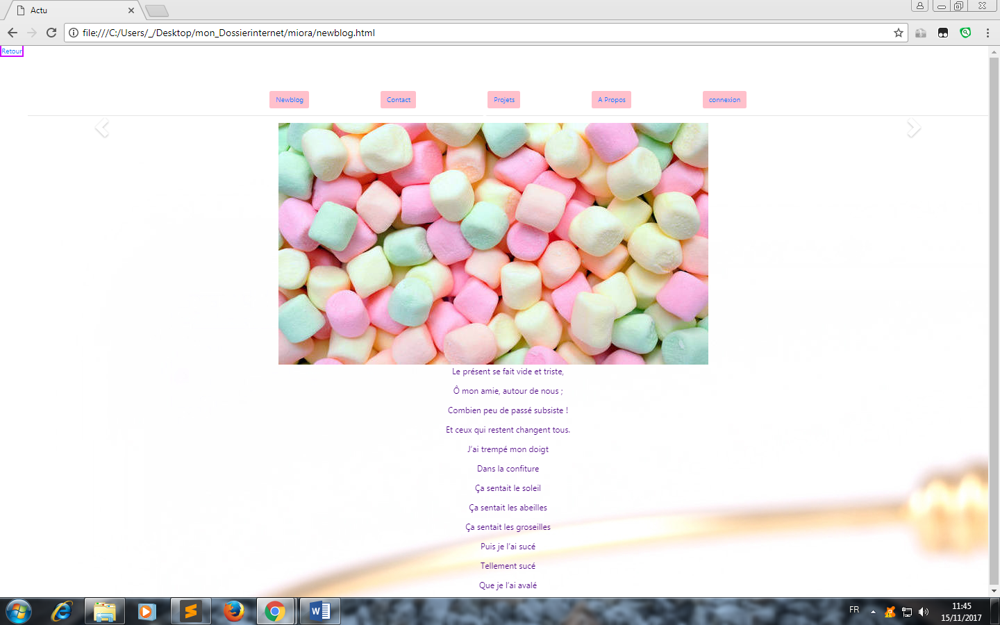 Actu
file:///C:/Users/_/Desktop/mon_Dossierinternet/miora/newblog.html
Retour
Newblog Contact Projets A Propos connexion
Le présent se fait vide et triste,
Ô mon amie, autour de nous ;
Combien peu de passé subsiste !
Et ceux qui restent changent tous.
J'ai trempé mon doigt
Dans la confiture
Ça sentait le soleil
Ça sentait les abeilles
Ça sentait les groseilles
Puis je l'ai sucé
Tellement sucé
Que je l'ai avalé
FR
11:45
15/11/2017